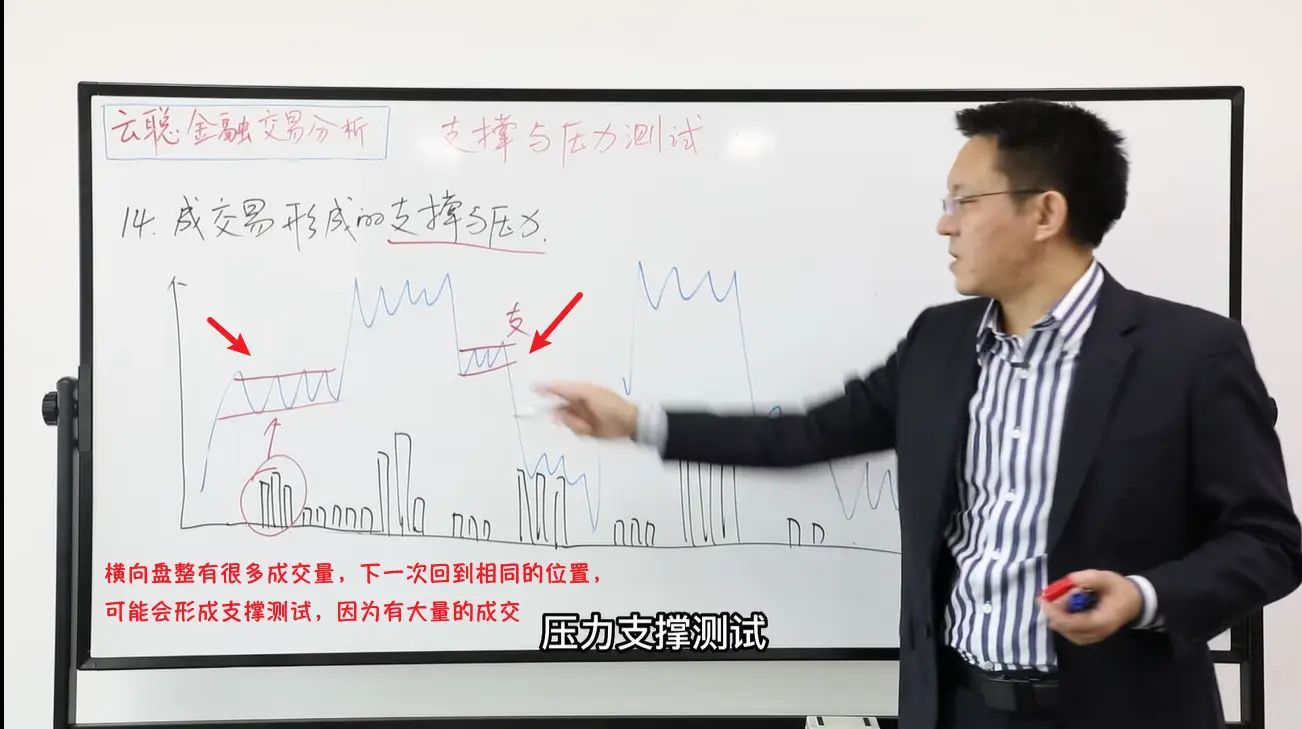 云聪金融交易分析
支撑与压力测试
14.成交易形成的支撑与压力.
支
横向盘整有很多成交量，下一次回到相同的位置，
可能会形成支撑测试，因为有大量的成交
压力支撑测试